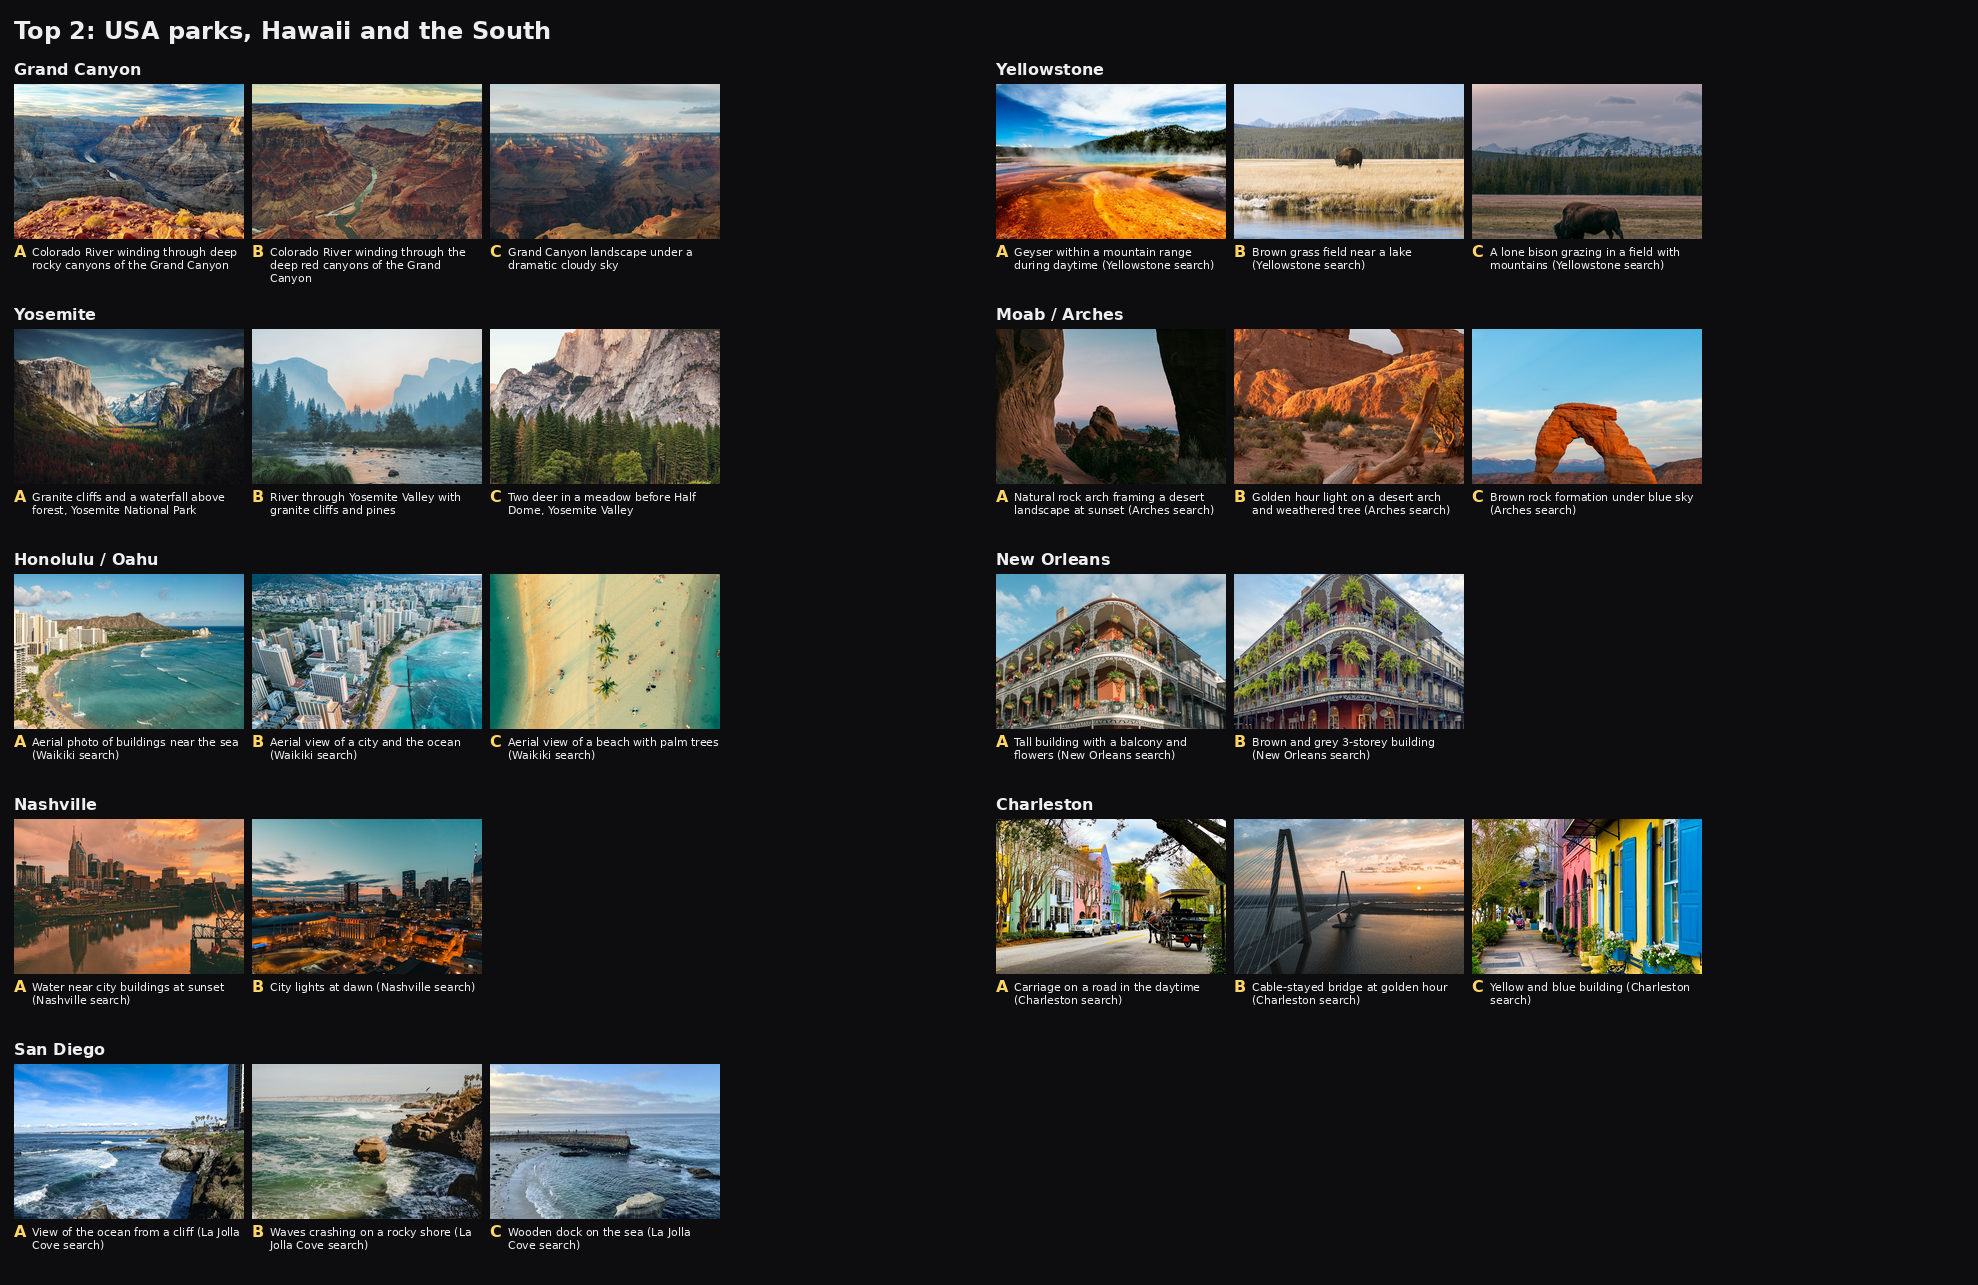 Top 2: USA parks, Hawaii and the South
Grand Canyon
A Colorado River winding through deep
rocky canyons of the Grand Canyon
B Colorado River winding through the
deep red canyons of the Grand
Canyon
C Grand Canyon landscape under a
dramatic cloudy sky
Yellowstone
A Geyser within a mountain range
during daytime (Yellowstone search)
B Brown grass field near a lake
(Yellowstone search)
C A lone bison grazing in a field with
mountains (Yellowstone search)
Yosemite
A Granite cliffs and a waterfall above
forest, Yosemite National Park
B River through Yosemite Valley with
granite cliffs and pines
C Two deer in a meadow before Half
Dome, Yosemite Valley
Moab / Arches
A Natural rock arch framing a desert
landscape at sunset (Arches search)
B Golden hour light on a desert arch
and weathered tree (Arches search)
C Brown rock formation under blue sky
(Arches search)
Honolulu / Oahu
A Aerial photo of buildings near the sea
(Waikiki search)
B Aerial view of a city and the ocean
(Waikiki search)
C Aerial view of a beach with palm trees
(Waikiki search)
New Orleans
A Tall building with a balcony and
flowers (New Orleans search)
B Brown and grey 3-storey building
(New Orleans search)
Nashville
A Water near city buildings at sunset
(Nashville search)
B City lights at dawn (Nashville search)
Charleston
A Carriage on a road in the daytime
(Charleston search)
B Cable-stayed bridge at golden hour
(Charleston search)
C Yellow and blue building (Charleston
search)
San Diego
A View of the ocean from a cliff (La Jolla
Cove search)
B Waves crashing on a rocky shore (La
Jolla Cove search)
C Wooden dock on the sea (La Jolla
Cove search)